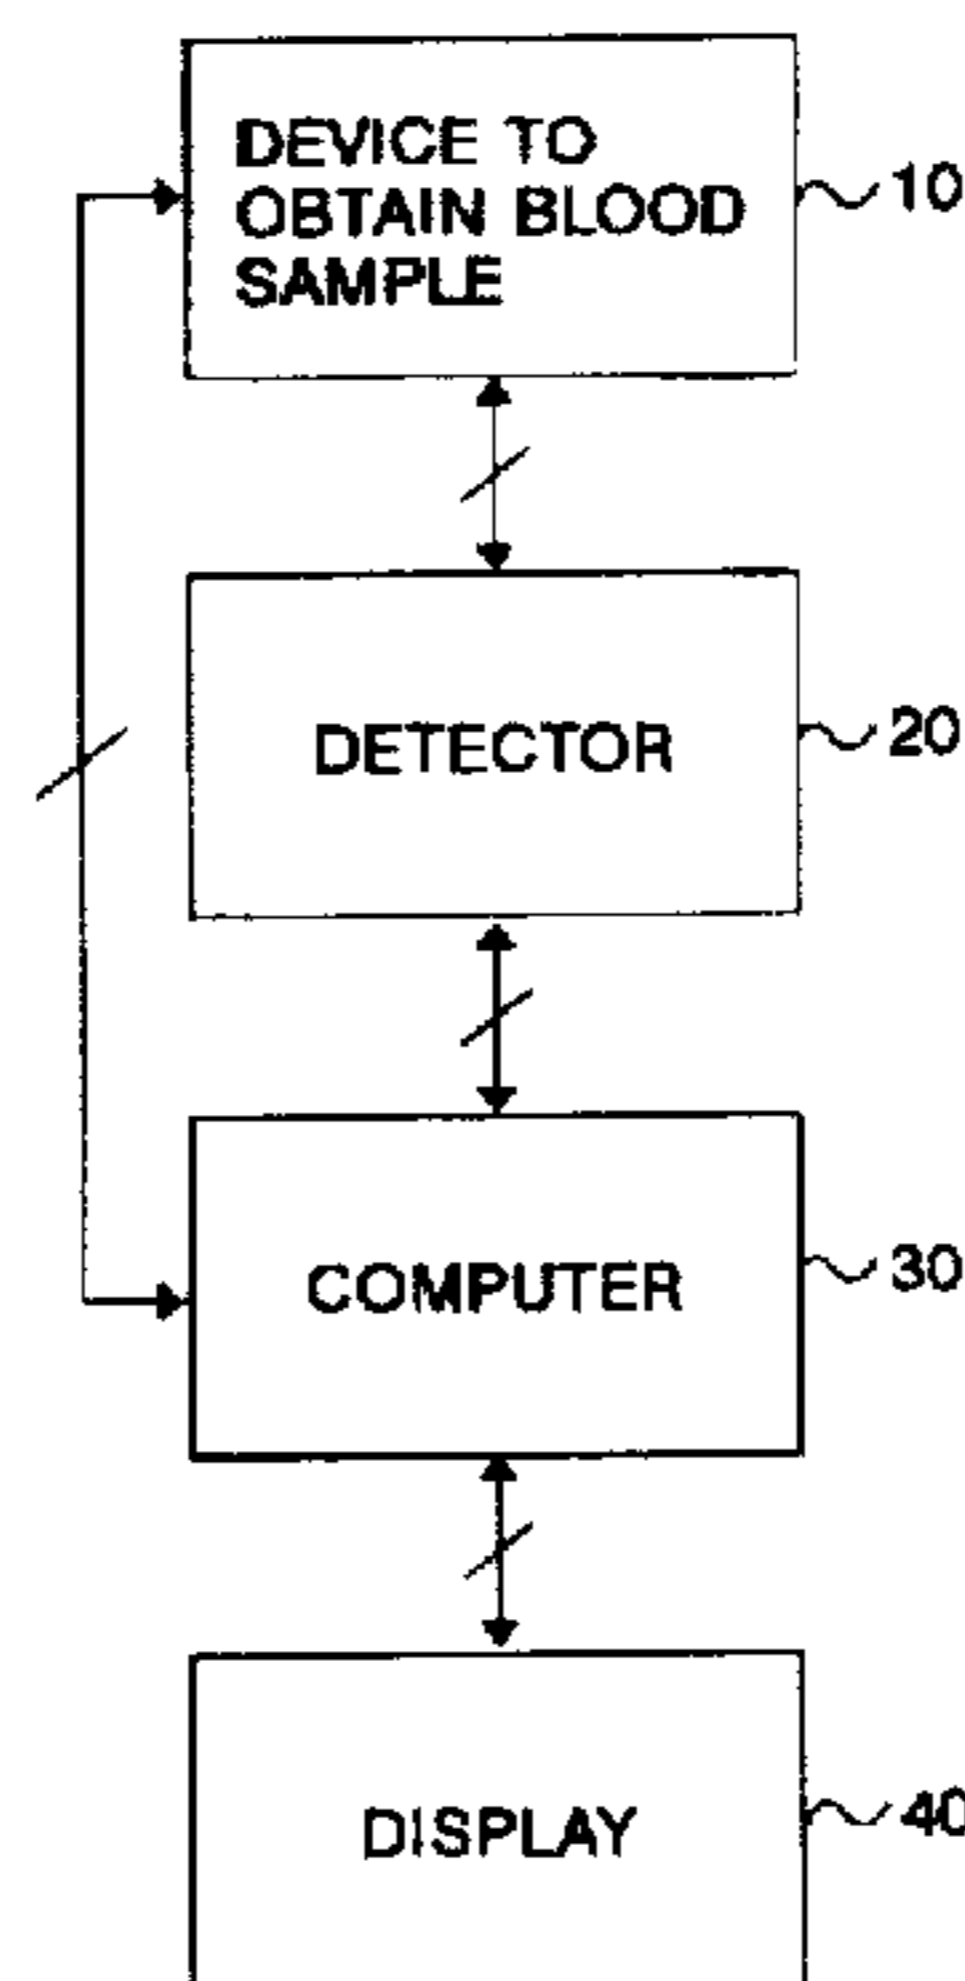 DEVICE TO
OBTAIN BLOOD
SAMPLE
10
DETECTOR
20
COMPUTER
30
DISPLAY
40